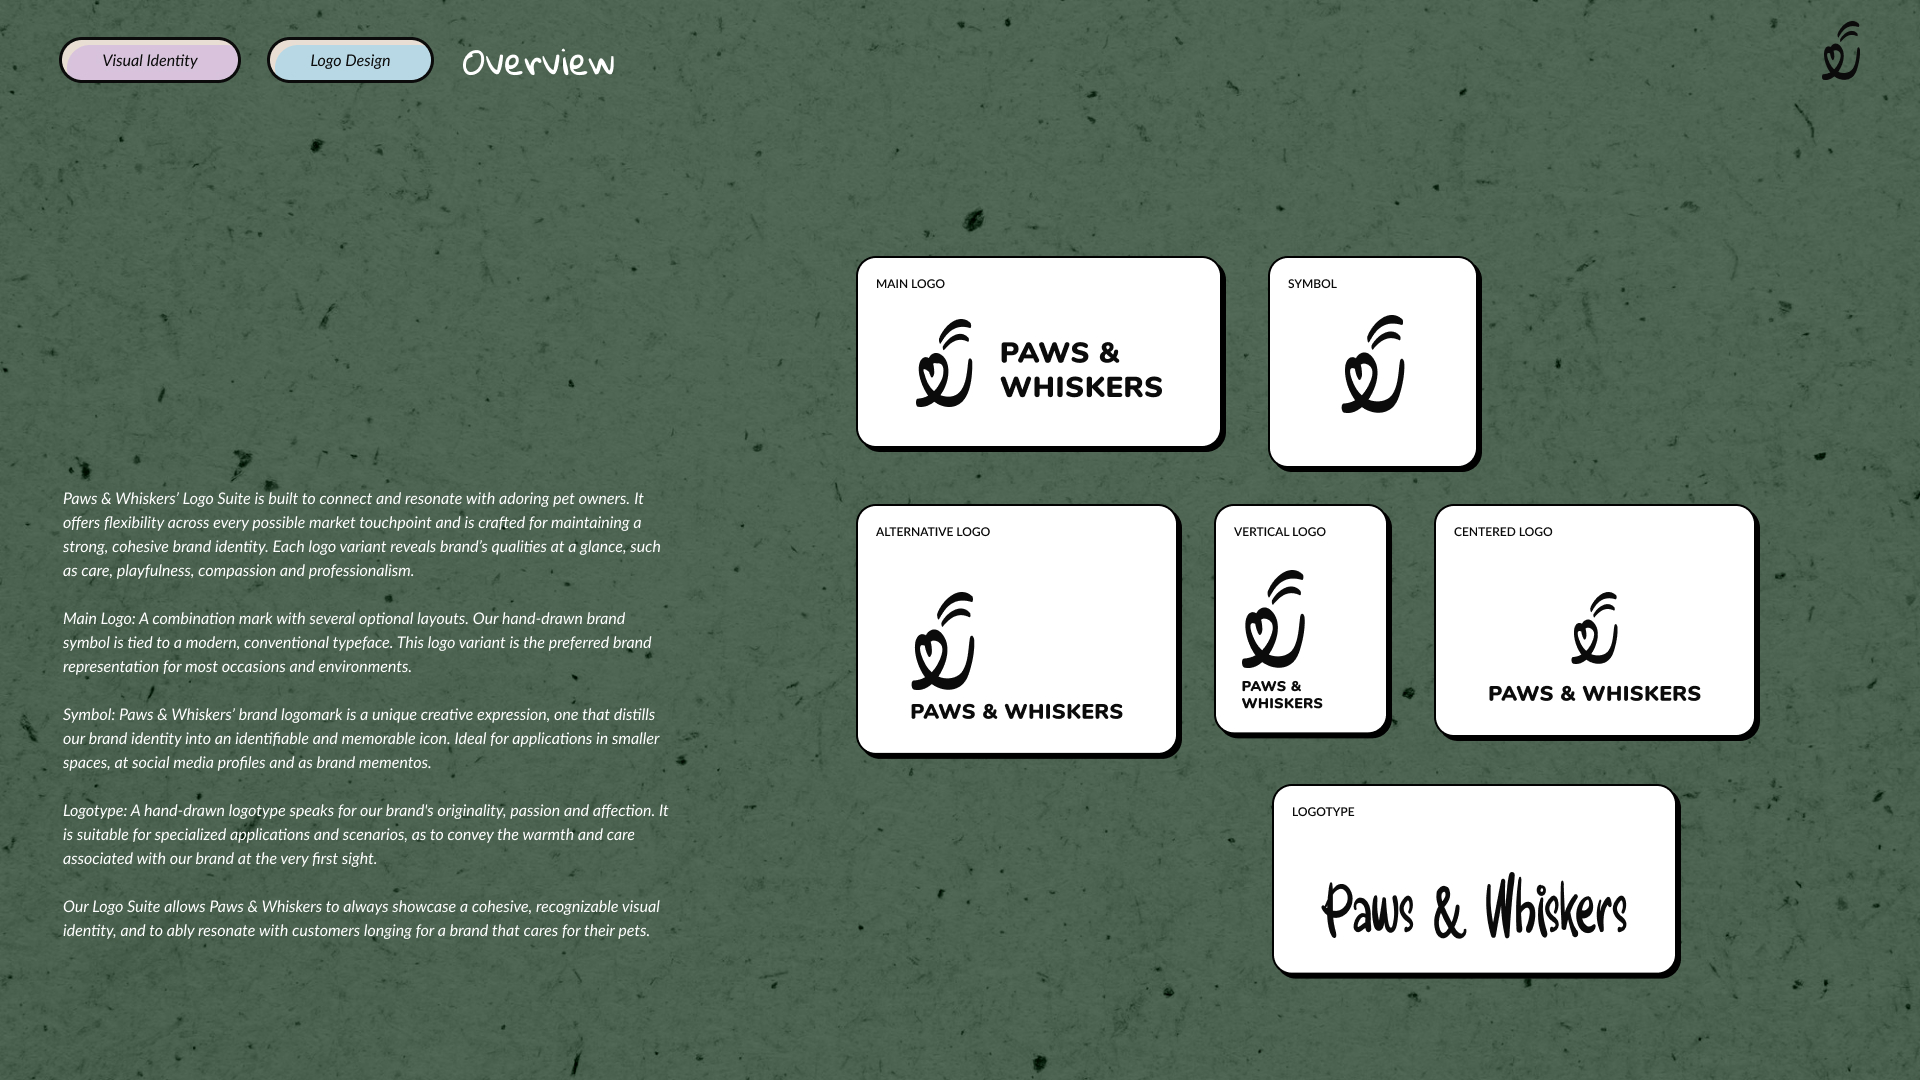 Visual Identity
Logo Design
Overview
Paws & Whiskers’ Logo Suite is built to connect and resonate with adoring pet owners. It
offers flexibility across every possible market touchpoint and is crafted for maintaining a
strong, cohesive brand identity. Each logo variant reveals brand’s qualities at a glance, such
as care, playfulness, compassion and professionalism.
Main Logo: A combination mark with several optional layouts. Our hand-drawn brand
symbol is tied to a modern, conventional typeface. This logo variant is the preferred brand
representation for most occasions and environments.
Symbol: Paws & Whiskers’ brand logomark is a unique creative expression, one that distills
our brand identity into an identifiable and memorable icon. Ideal for applications in smaller
spaces, at social media profiles and as brand mementos.
Logotype: A hand-drawn logotype speaks for our brand's originality, passion and affection. It
is suitable for specialized applications and scenarios, as to convey the warmth and care
associated with our brand at the very first sight.
Our Logo Suite allows Paws & Whiskers to always showcase a cohesive, recognizable visual
identity, and to ably resonate with customers longing for a brand that cares for their pets.
MAIN LOGO
PAWS &
WHISKERS
SYMBOL
ALTERNATIVE LOGO
PAWS & WHISKERS
VERTICAL LOGO
PAWS &
WHISKERS
CENTERED LOGO
PAWS & WHISKERS
LOGOTYPE
Paws & Whiskers